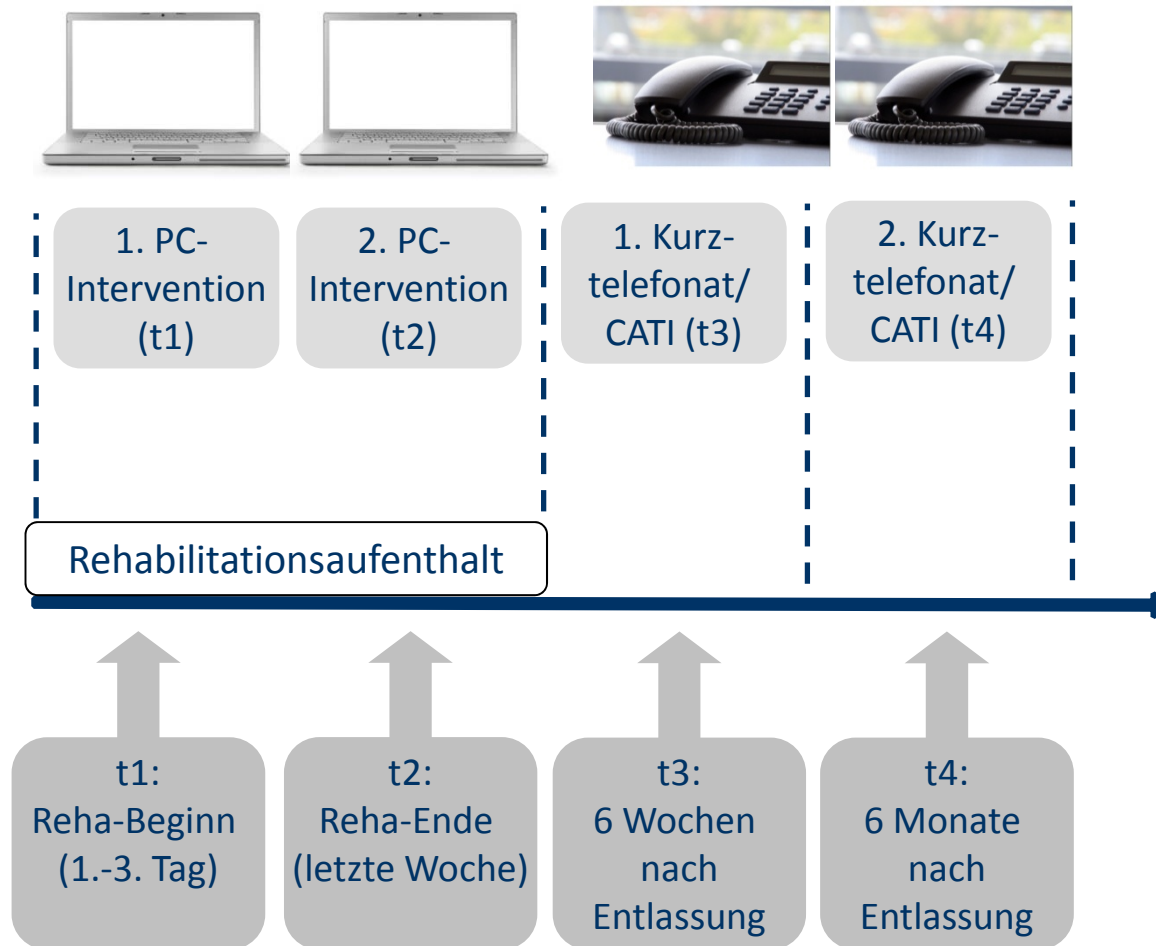 1. PC-
Intervention
(t1)
2. PC-
Intervention
(t2)
1. Kurz-
telefonat/
CATI (t3)
2. Kurz-
telefonat/
CATI (t4)
Rehabilitationsaufenthalt
t1:
Reha-Beginn
(1.-3. Tag)
t2:
Reha-Ende
(letzte Woche)
t3:
6 Wochen
nach
Entlassung
t4:
6 Monate
nach
Entlassung